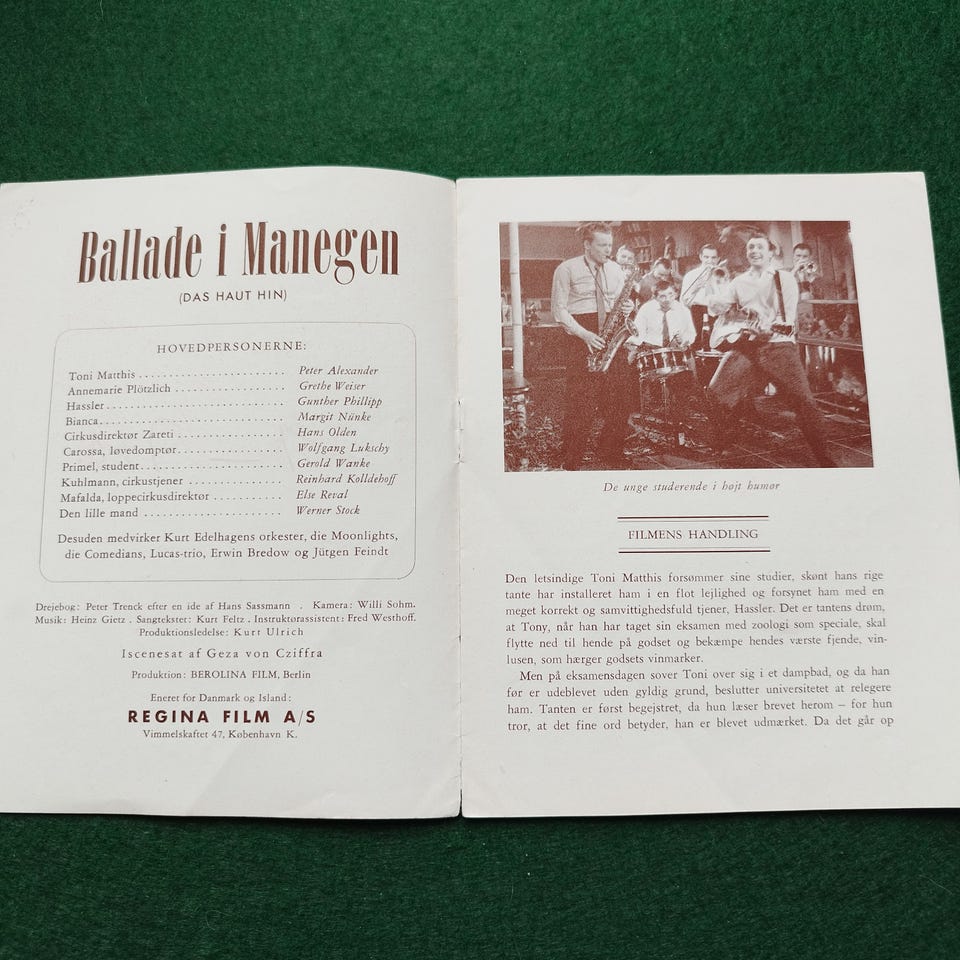 Ballade i Manegen
(DAS HAUT HIN)
HOVEDPERSONERNE:
Toni Matthis . . . . . . . . . . . . . . . . . . . . . . . . Peter Alexander
Annemarie Plötzlich . . . . . . . . . . . . . . . . . . Grethe Weiser
Hassler . . . . . . . . . . . . . . . . . . . . . . . . . . . . . Gunther Phillipp
Bianca . . . . . . . . . . . . . . . . . . . . . . . . . . . . . Margit Nünke
Cirkusdirektør Zareti . . . . . . . . . . . . . . . . . . Hans Olden
Carossa, løvedomptør . . . . . . . . . . . . . . . . . Wolfgang Lukschy
Primel, student . . . . . . . . . . . . . . . . . . . . . . . Gerold Wanke
Kuhlmann, cirkustjener . . . . . . . . . . . . . . . . Reinhard Kolldehoff
Mafalda, loppecirkusdirektør . . . . . . . . . . . Else Reval
Den lille mand . . . . . . . . . . . . . . . . . . . . . . Werner Stock
Desuden medvirker Kurt Edelhagens orkester, die Moonlights,
die Comedians, Lucas-trio, Erwin Bredow og Jütgen Feindt
Drejebog: Peter Trenck efter en ide af Hans Sassmann . Kamera: Willi Sohm.
Musik: Heinz Gietz . Sangtekster: Kurt Feltz . Instruktørassistent: Fred Westhoff.
Produktionsledelse: Kurt Ulrich
Iscenesat af Geza von Cziffra
Produktion: BEROLINA FILM, Berlin
Eneret for Danmark og Island:
REGINA FILM A/S
Vimmelskaftet 47, København K.
De unge studerende i højt humør
FILMENS HANDLING
Den letsindige Toni Matthis forsømmer sine studier, skønt hans rige
tante har installeret ham i en flot lejlighed og forsynet ham med en
meget korrekt og samvittighedsfuld tjener, Hassler. Det er tantens drøm,
at Tony, når han har taget sin eksamen med zoologi som speciale, skal
flytte ned til hende på godset og bekæmpe hendes værste fjende, vin-
lusen, som hærger godsets vinmarker.
Men på eksamensdagen sover Toni over sig i et dampbad, og da han
før er udeblevet uden gyldig grund, beslutter universitetet at relegere
ham. Tanten er først begejstret, da hun læser brevet herom – for hun
tror, at det fine ord betyder, han er blevet udmærket. Da det går op